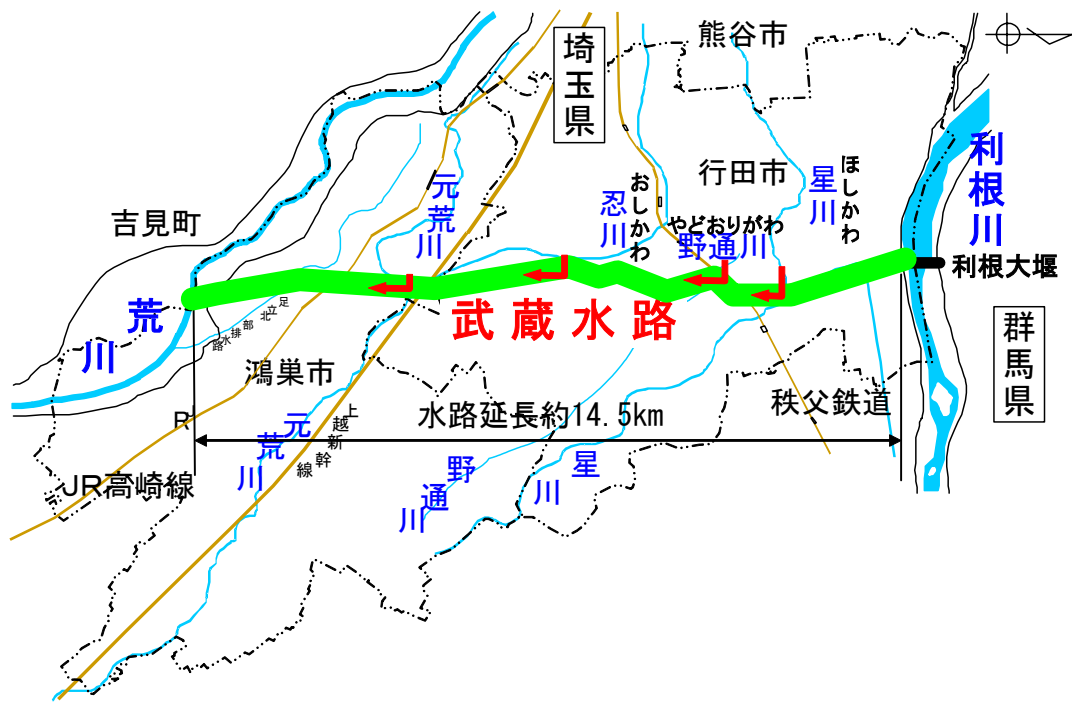 熊谷市
埼玉県
利根川
ほしかわ
星川
行田市
おしかわ
忍川
やどおりがわ
野通川
元荒川
吉見町
利根大堰
荒川
武蔵水路
足立北部排水路
群馬県
鴻巣市
秩父鉄道
水路延長約14.5km
上越新幹線
元荒川
野通川
星川
JR
JR高崎線